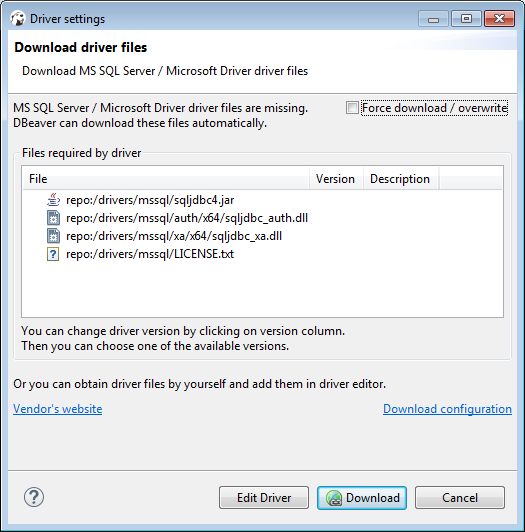 Driver settings
Download driver files
Download MS SQL Server / Microsoft Driver driver files
MS SQL Server / Microsoft Driver driver files are missing.
DBeaver can download these files automatically.
Force download / overwrite
Files required by driver
File Version Description
repo:/drivers/mssql/sqljdbc4.jar
repo:/drivers/mssql/auth/x64/sqljdbc_auth.dll
repo:/drivers/mssql/xa/x64/sqljdbc_xa.dll
? repo:/drivers/mssql/LICENSE.txt
You can change driver version by clicking on version column.
Then you can choose one of the available versions.
Or you can obtain driver files by yourself and add them in driver editor.
Vendor's website Download configuration
? Edit Driver Download Cancel